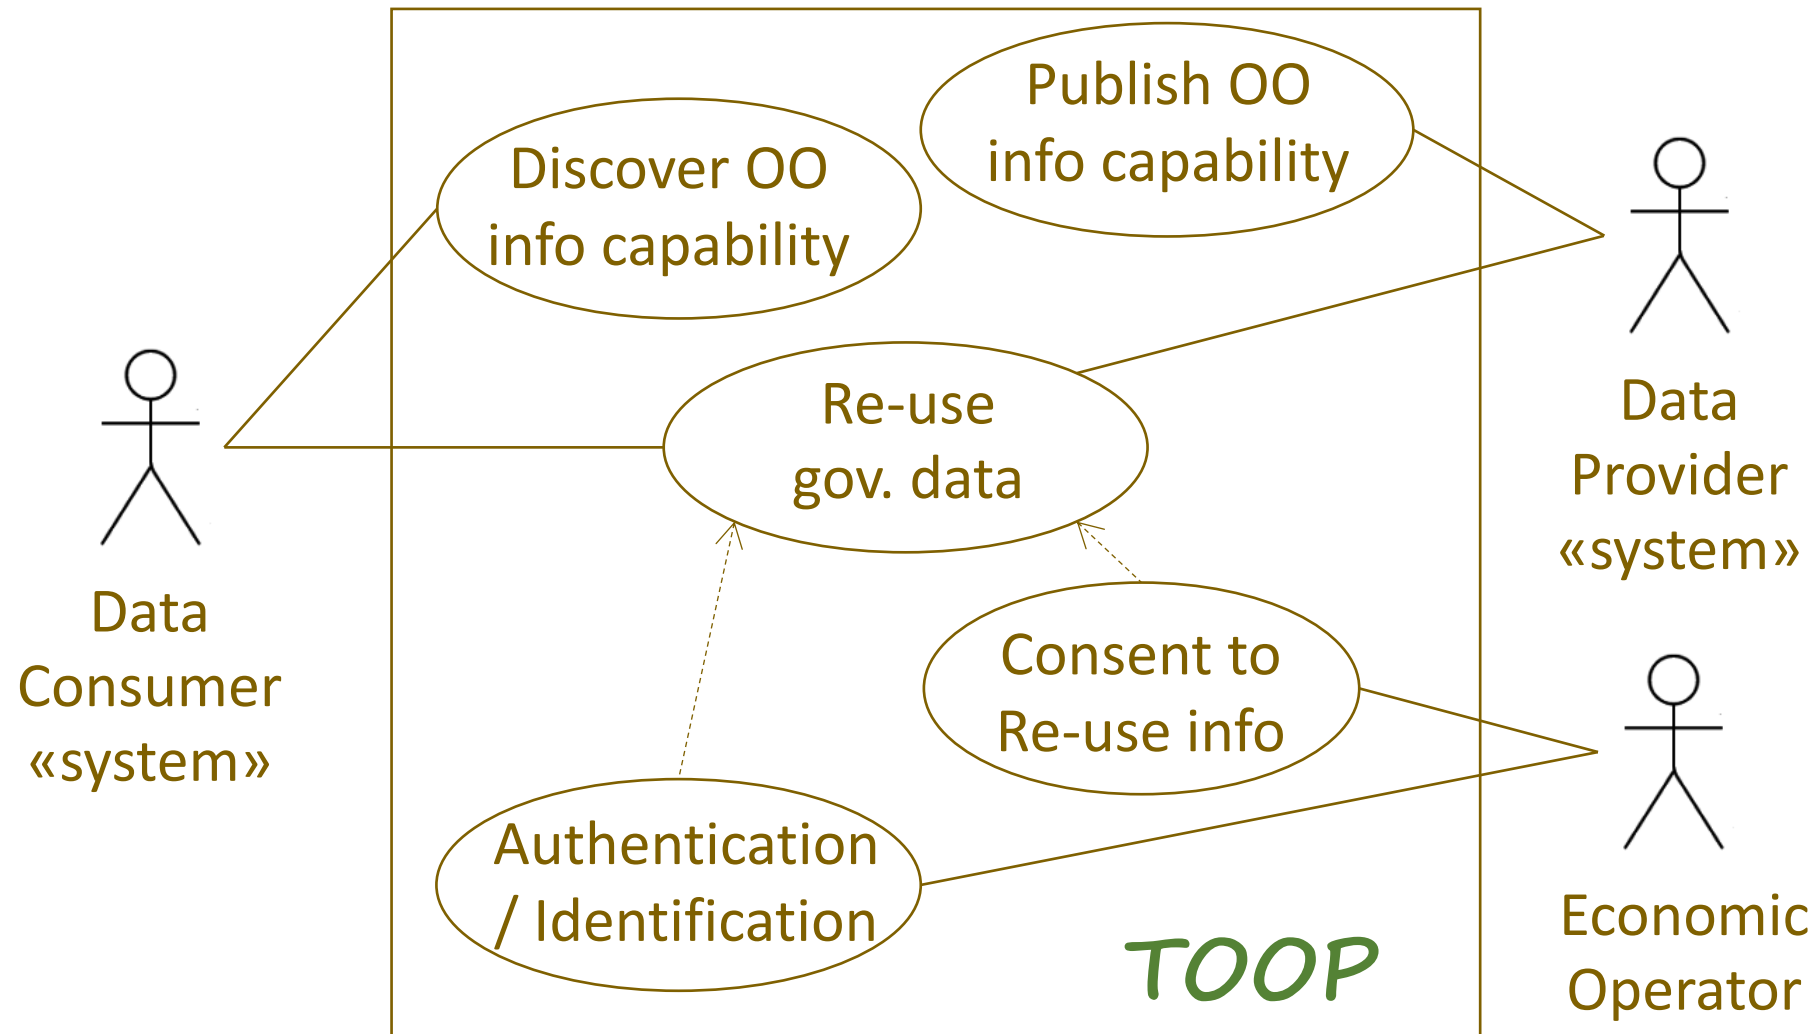 Publish OO
info capability
Discover OO
info capability
Re-use
gov. data
Data
Provider
«system»
Data
Consumer
«system»
Consent to
Re-use info
Authentication
/ Identification
Economic
Operator
TOOP